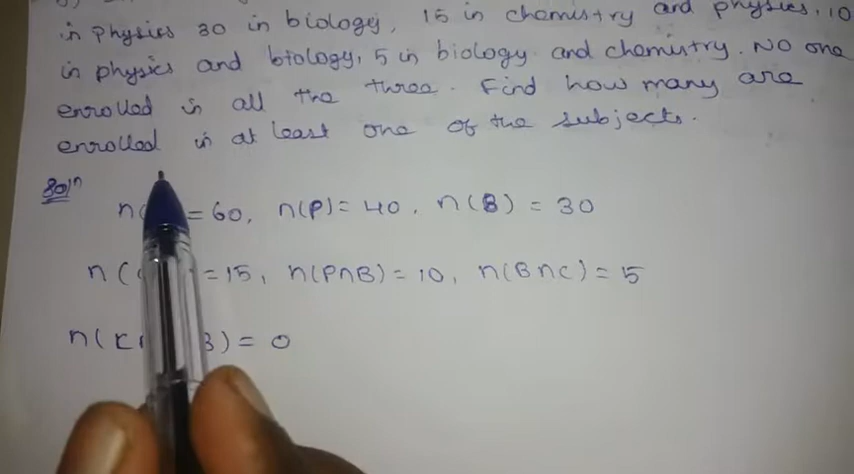 in physics 30 in biology, 15 in chemistry and physics, 10
in physics and biology, 5 in biology and chemistry. No one
enrolled in all the three. Find how many are
enrolled in at least one of the subjects.
Solⁿ
n( = 60, n(P) = 40, n(B) = 30
n( = 15, n(P∩B) = 10, n(B∩C) = 5
n( B) = 0